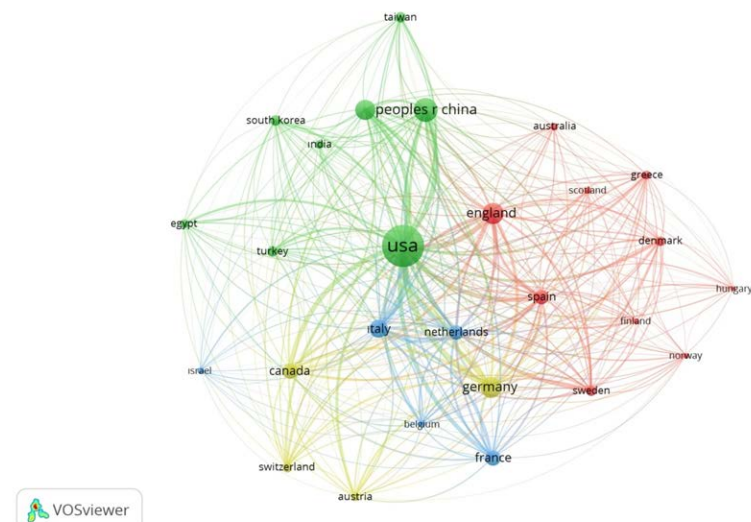 taiwan
peoples r china
south korea
india
australia
greece
scotland
england
egypt
denmark
usa
turkey
hungary
spain
finland
italy
netherlands
norway
israel
canada
germany
sweden
belgium
france
switzerland
austria
VOSviewer